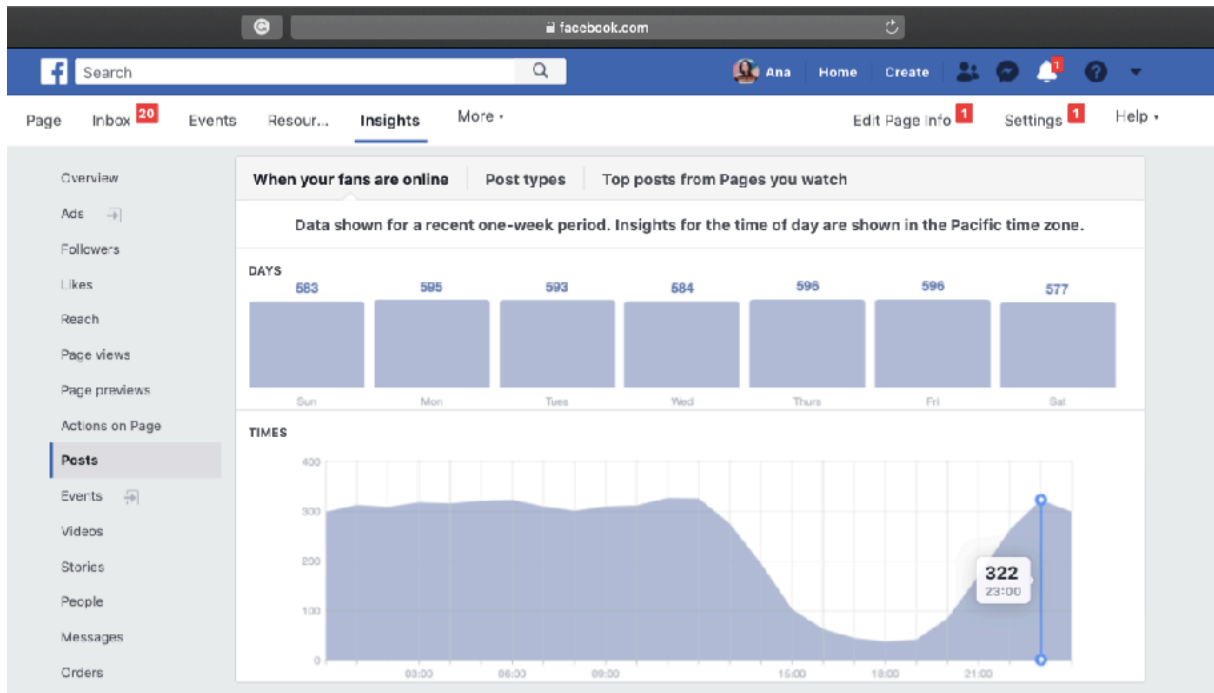 facebook.com
f Search Ana Home Create 1
Page Inbox 20 Events Resour... Insights More Edit Page Info 1 Settings 1 Help
Overview
Ads
Followers
Likes
Reach
Page views
Page previews
Actions on Page
Posts
Events
Videos
Stories
People
Messages
Orders
When your fans are online Post types Top posts from Pages you watch
Data shown for a recent one-week period. Insights for the time of day are shown in the Pacific time zone.
DAYS
583 595 593 584 596 596 577
Sun Mon Tues Wed Thurs Fri Sat
TIMES
400
300
200
100
0
322
23:00
03:00 06:00 09:00 15:00 18:00 21:00